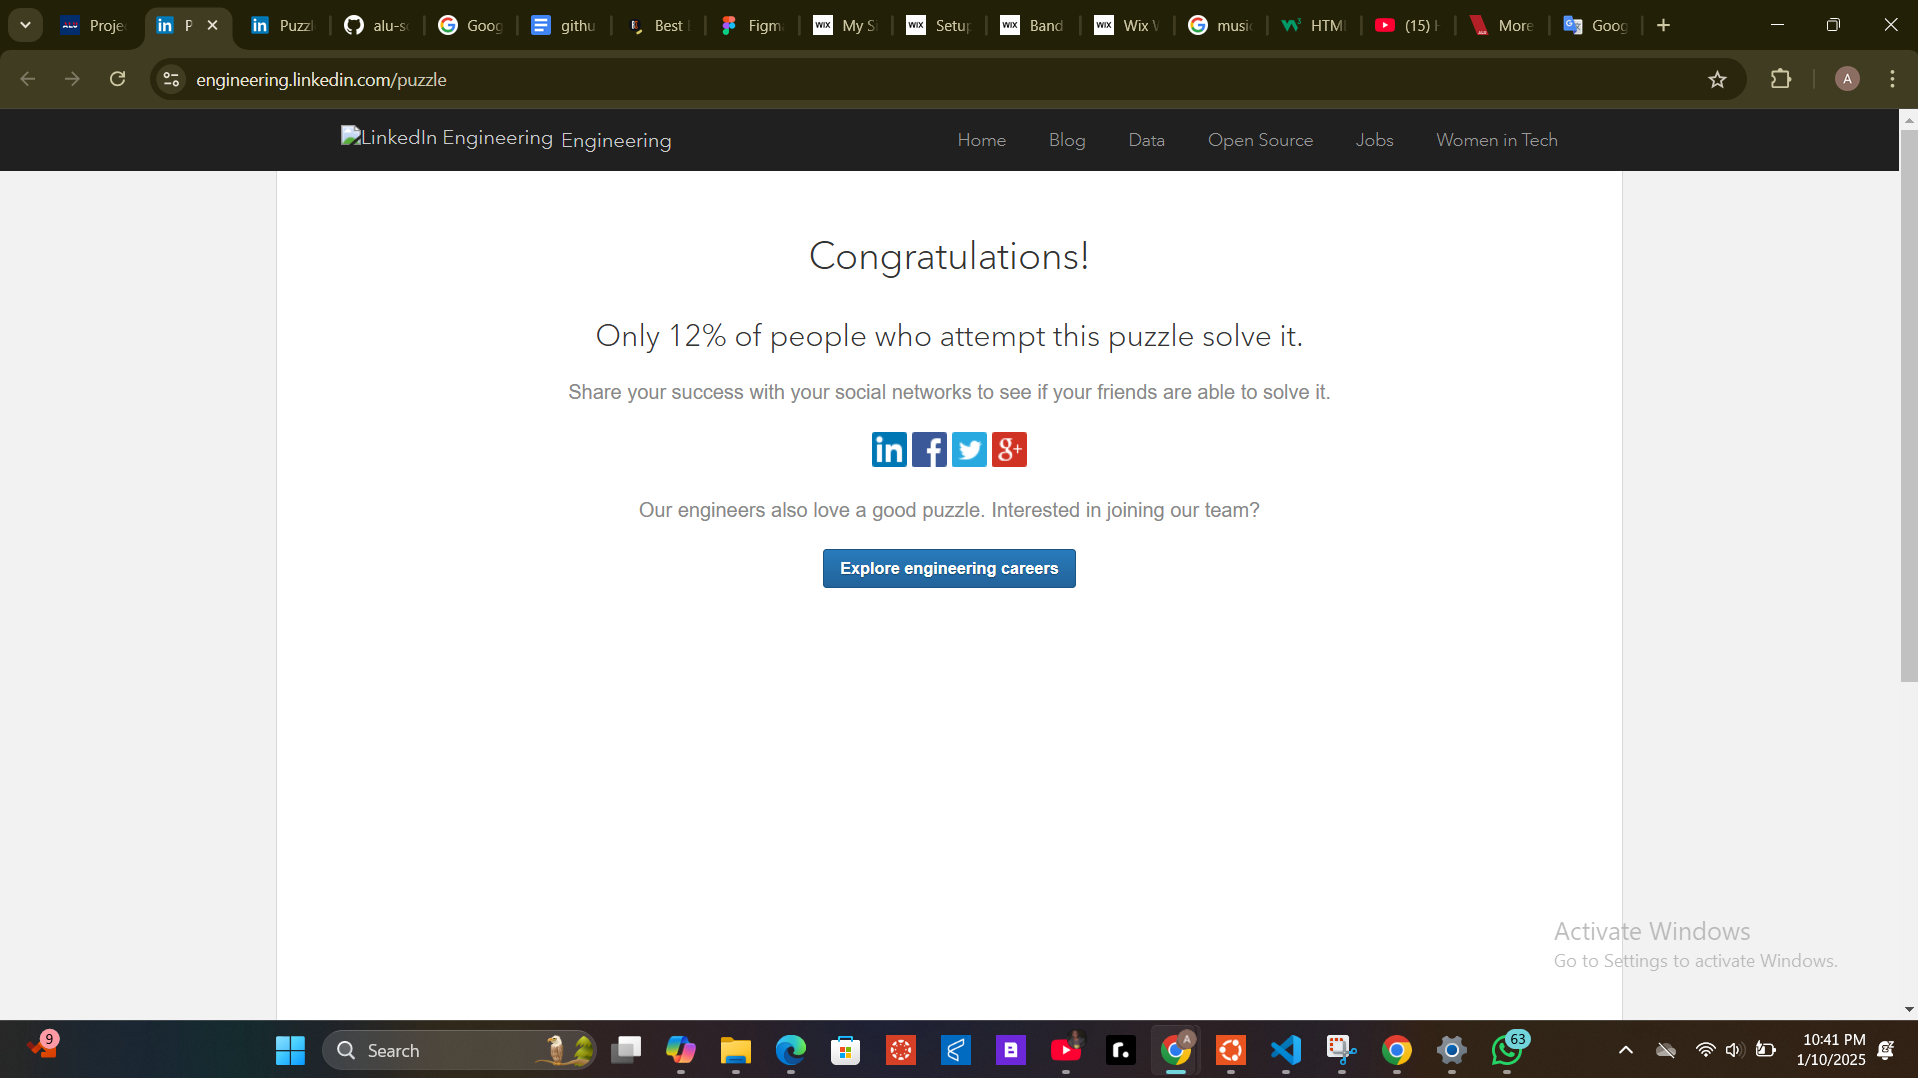 Proje
P
Puzzl
alu-sc
Goog
githu
Best I
Figm
My Si
Setup
Band
Wix W
musi
HTML
(15) H
More
Goog
engineering.linkedin.com/puzzle
A
LinkedIn Engineering Engineering
Home Blog Data Open Source Jobs Women in Tech
Congratulations!
Only 12% of people who attempt this puzzle solve it.
Share your success with your social networks to see if your friends are able to solve it.
in f g+
Our engineers also love a good puzzle. Interested in joining our team?
Explore engineering careers
Activate Windows
Go to Settings to activate Windows.
9
Search
A
63
10:41 PM
1/10/2025